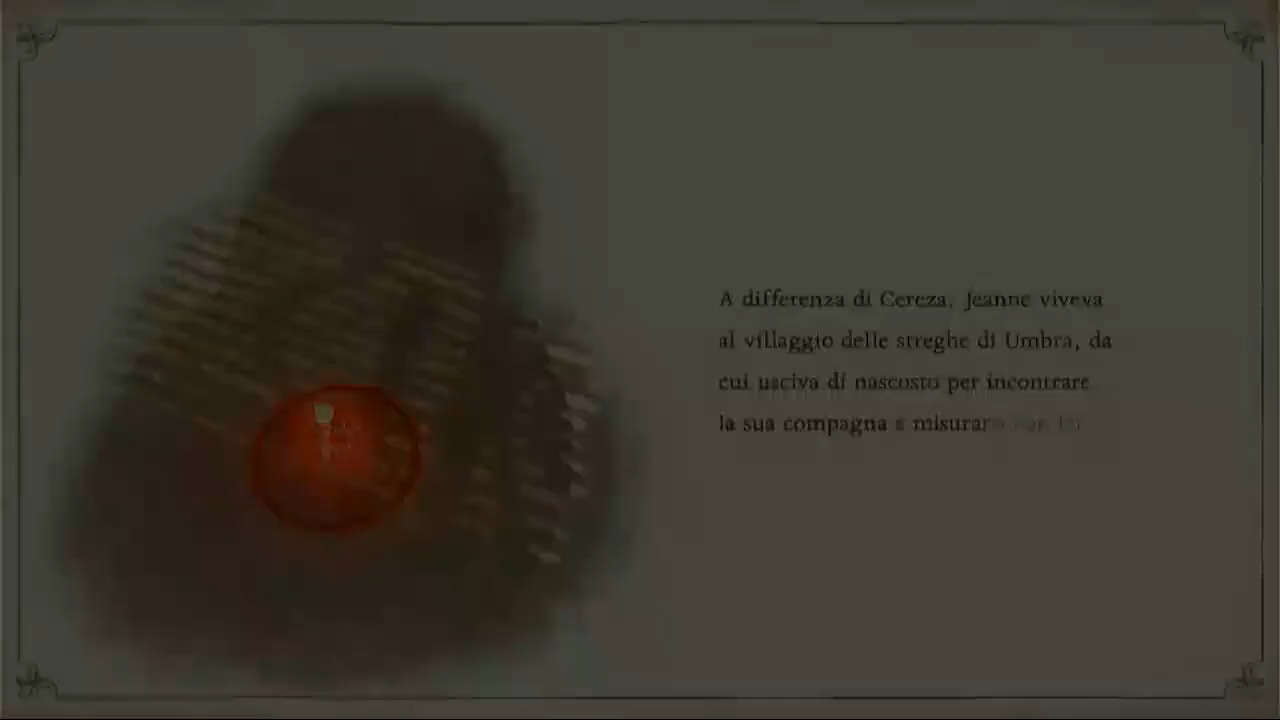 A differenza di Cereza, Jeanne viveva
al villaggio delle streghe di Umbra, da
cui usciva di nascosto per incontrare
la sua compagna e misurar